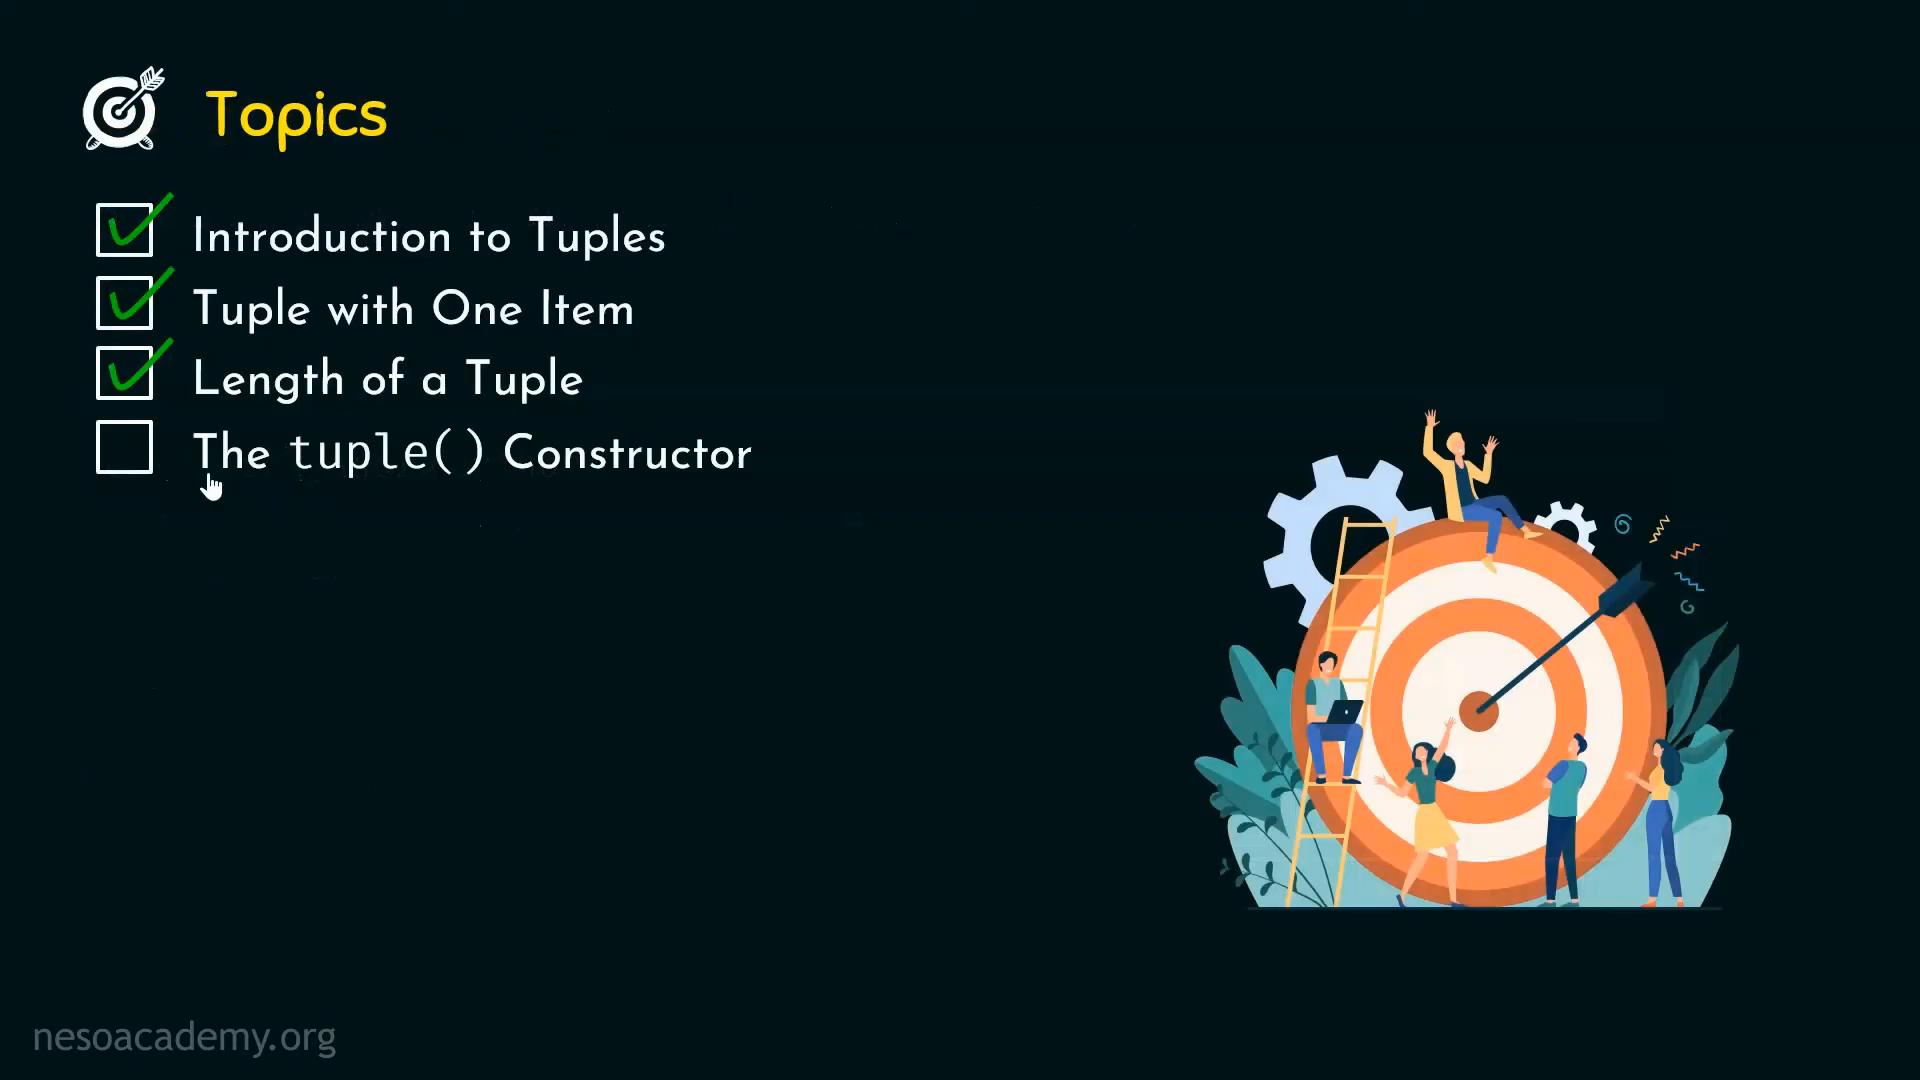 Topics
Introduction to Tuples
Tuple with One Item
Length of a Tuple
The tuple() Constructor
nesoacademy.org